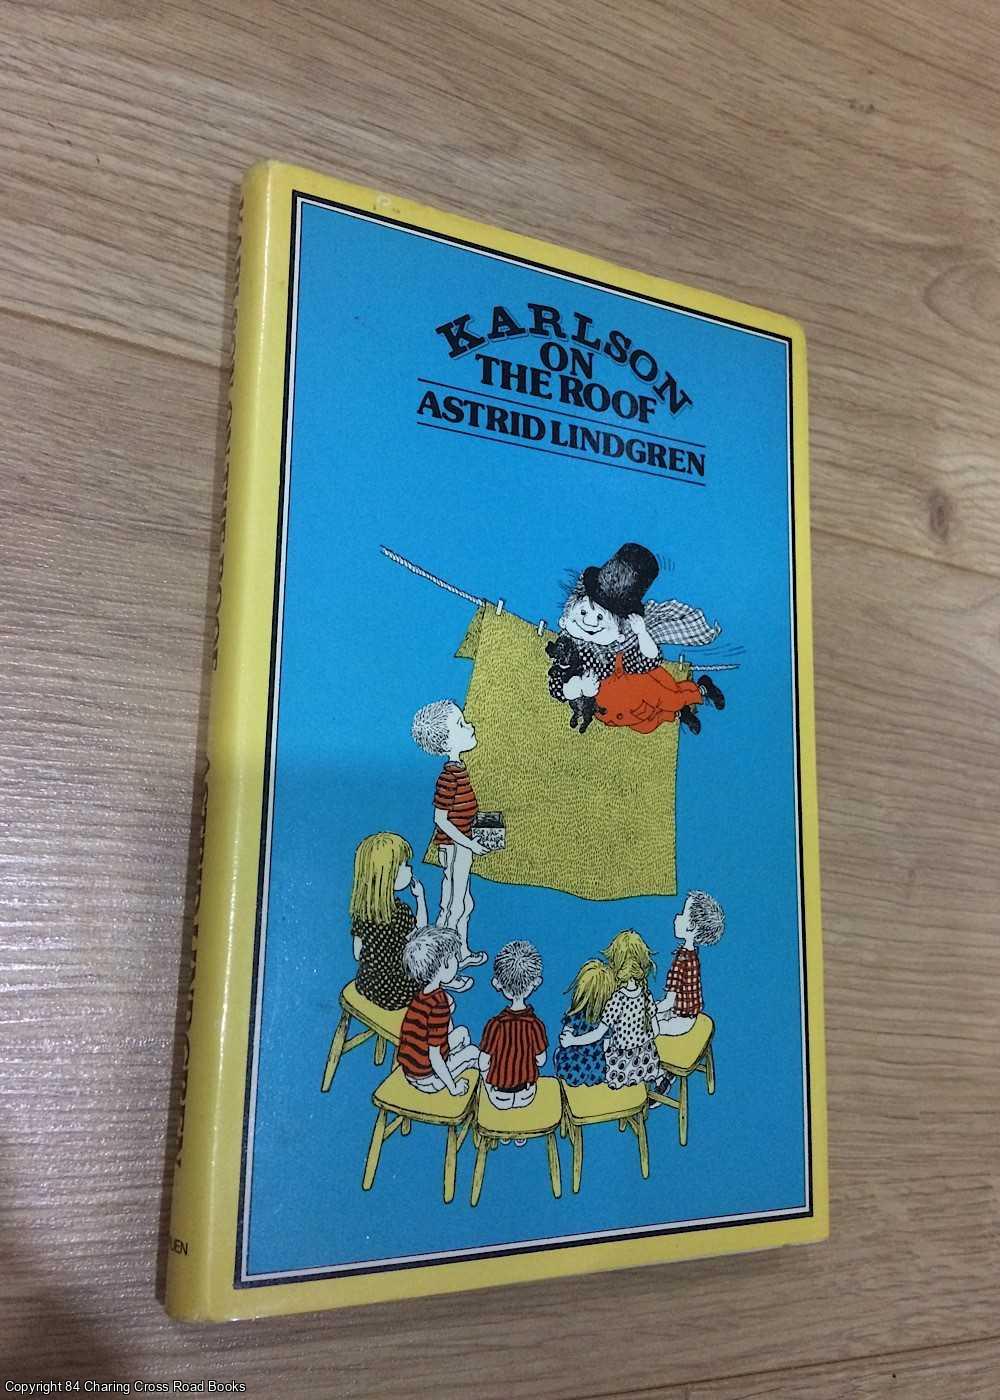 KARLSON
ON
THE ROOF
ASTRID LINDGREN
Copyright 84 Charing Cross Road Books